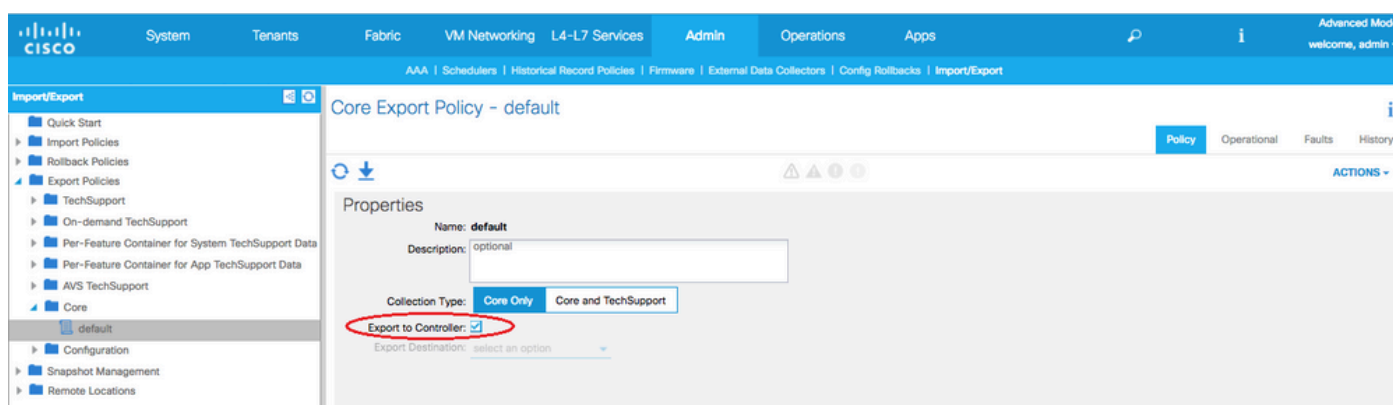 CISCO
System Tenants Fabric VM Networking L4-L7 Services Admin Operations Apps i
Advanced Mod
welcome, admin
AAA | Schedulers | Historical Record Policies | Firmware | External Data Collectors | Config Rollbacks | Import/Export
Import/Export
Quick Start
Import Policies
Rollback Policies
Export Policies
TechSupport
On-demand TechSupport
Per-Feature Container for System TechSupport Data
Per-Feature Container for App TechSupport Data
AVS TechSupport
Core
default
Configuration
Snapshot Management
Remote Locations
Core Export Policy - default
i
Policy Operational Faults History
ACTIONS
Properties
Name: default
Description: optional
Collection Type: Core Only Core and TechSupport
Export to Controller:
Export Destination: select an option